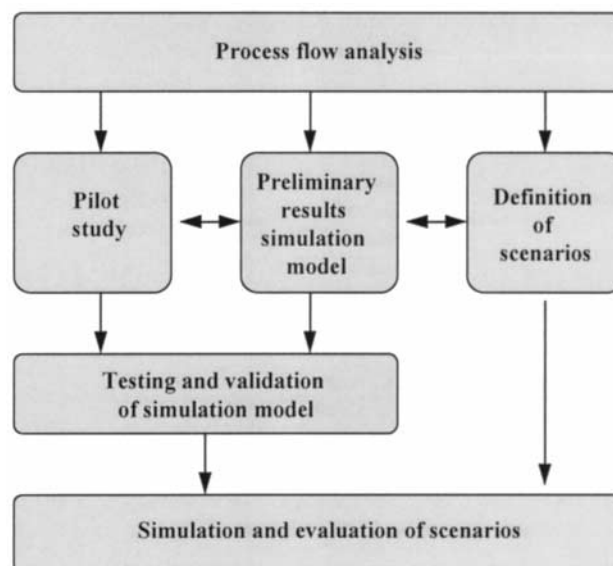 Process flow analysis
Pilot
study
Preliminary
results
simulation
model
Definition
of
scenarios
Testing and validation
of simulation model
Simulation and evaluation of scenarios